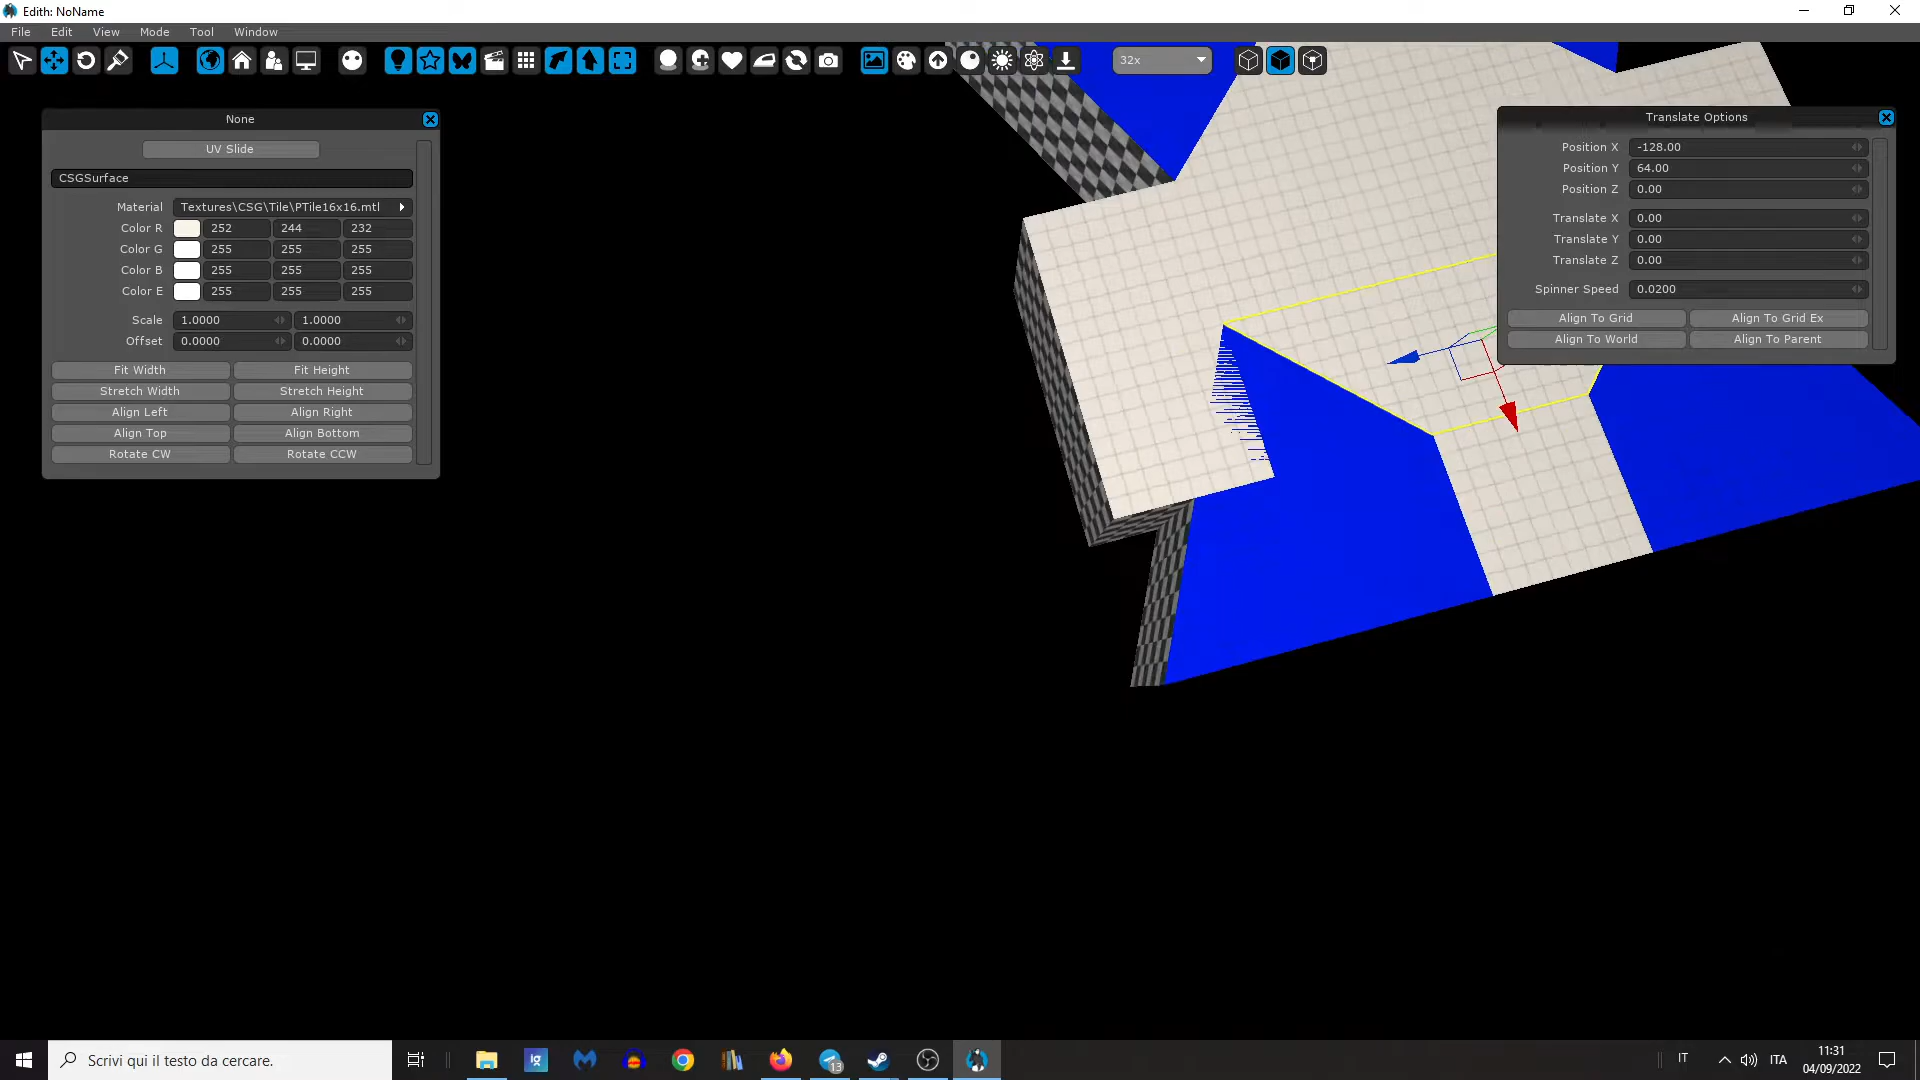 Edith: NoName
File Edit View Mode Tool Window
32x
None
UV Slide
CSGSurface
Material Textures\CSG\Tile\PTile16x16.mtl
Color R 252 244 232
Color G 255 255 255
Color B 255 255 255
Color E 255 255 255
Scale 1.0000 1.0000
Offset 0.0000 0.0000
Fit Width Fit Height
Stretch Width Stretch Height
Align Left Align Right
Align Top Align Bottom
Rotate CW Rotate CCW
Translate Options
Position X -128.00
Position Y 64.00
Position Z 0.00
Translate X 0.00
Translate Y 0.00
Translate Z 0.00
Spinner Speed 0.0200
Align To Grid Align To Grid Ex
Align To World Align To Parent
Scrivi qui il testo da cercare.
Ig
13
IT
ITA
11:31
04/09/2022